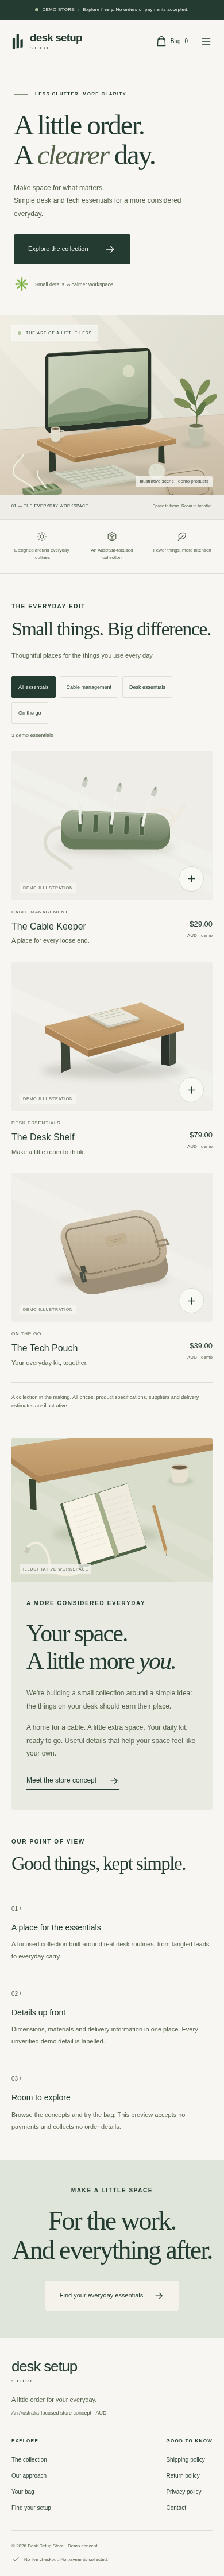 DEMO STORE | Explore freely. No orders or payments accepted.
desk setup
STORE
Bag 0
LESS CLUTTER. MORE CLARITY.
A little order.
A clearer day.
Make space for what matters.
Simple desk and tech essentials for a more considered
everyday.
Explore the collection
Small details. A calmer workspace.
THE ART OF A LITTLE LESS
Illustrative scene · demo products
01 — THE EVERYDAY WORKSPACE
Space to focus. Room to breathe.
Designed around everyday
routines
An Australia-focused
collection
Fewer things, more intention
THE EVERYDAY EDIT
Small things. Big difference.
Thoughtful places for the things you use every day.
All essentials
Cable management
Desk essentials
On the go
3 demo essentials
DEMO ILLUSTRATION
CABLE MANAGEMENT
The Cable Keeper
$29.00
A place for every loose end.
AUD · demo
DEMO ILLUSTRATION
DESK ESSENTIALS
The Desk Shelf
$79.00
Make a little room to think.
AUD · demo
DEMO ILLUSTRATION
ON THE GO
The Tech Pouch
$39.00
Your everyday kit, together.
AUD · demo
A collection in the making. All prices, product specifications, suppliers and delivery
estimates are illustrative.
ILLUSTRATIVE WORKSPACE
A MORE CONSIDERED EVERYDAY
Your space.
A little more you.
We're building a small collection around a simple idea:
the things on your desk should earn their place.
A home for a cable. A little extra space. Your daily kit,
ready to go. Useful details that help your space feel like
your own.
Meet the store concept
OUR POINT OF VIEW
Good things, kept simple.
01 /
A place for the essentials
A focused collection built around real desk routines, from tangled leads
to everyday carry.
02 /
Details up front
Dimensions, materials and delivery information in one place. Every
unverified demo detail is labelled.
03 /
Room to explore
Browse the concepts and try the bag. This preview accepts no
payments and collects no order details.
MAKE A LITTLE SPACE
For the work.
And everything after.
Find your everyday essentials
desk setup
STORE
A little order for your everyday.
An Australia-focused store concept · AUD
EXPLORE
The collection
Our approach
Your bag
Find your setup
GOOD TO KNOW
Shipping policy
Return policy
Privacy policy
Contact
© 2026 Desk Setup Store · Demo concept
No live checkout. No payments collected.